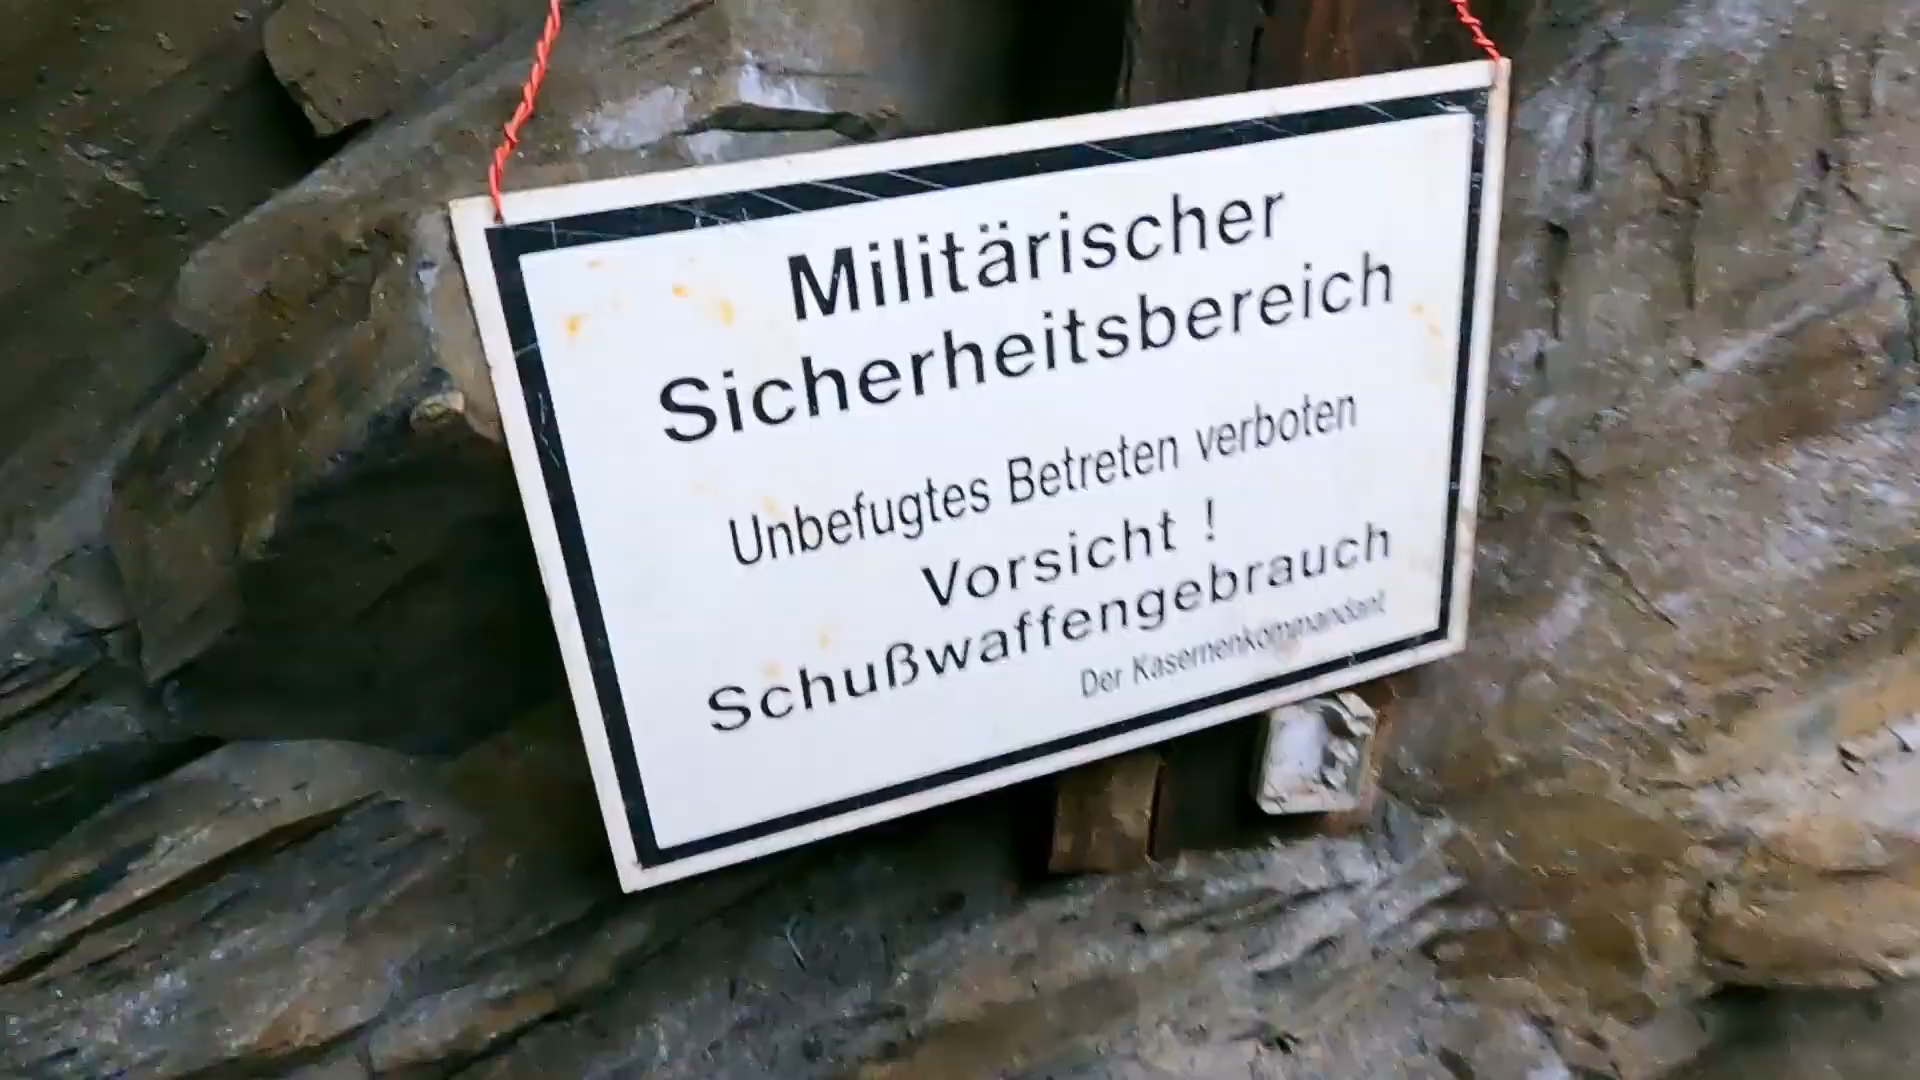 Militärischer
Sicherheitsbereich
Unbefugtes Betreten verboten
Vorsicht !
Schußwaffengebrauch
Der Kasernenkommandant